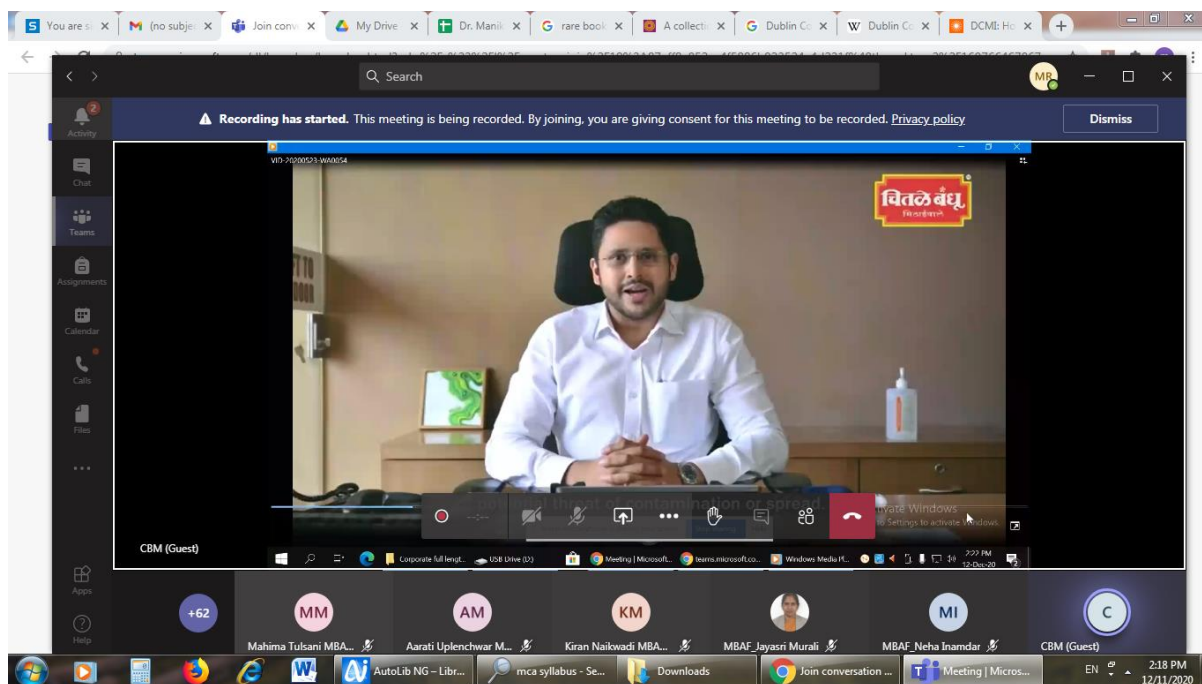 You are s
(no subje
Join conv
My Drive
Dr. Manik
rare book
A collecti
Dublin Co
Dublin Co
DCMI: Ho
Search
MR
2
Activity
Chat
Teams
Assignments
Calendar
Calls
Files
Apps
Help
Recording has started. This meeting is being recorded. By joining, you are giving consent for this meeting to be recorded. Privacy policy
Dismiss
VID-20200523-WA0054
चितळे बंधू
मिठाईवाले
threat of contamination or spread.
Windows
to Settings to activate Windows.
CBM (Guest)
Corporate full lengt...
USB Drive (D:)
Meeting | Microsoft...
teams.microsoft.co...
Windows Media Pl...
2:22 PM
12-Dec-20
+62
MM
AM
KM
MI
C
Mahima Tulsani MBA...
Aarati Uplenchwar M...
Kiran Naikwadi MBA...
MBAF_Jayasri Murali
MBAF_Neha Inamdar
CBM (Guest)
AutoLib NG – Libr...
mca syllabus - Se...
Downloads
Join conversation ...
Meeting | Micros...
EN
2:18 PM
12/11/2020